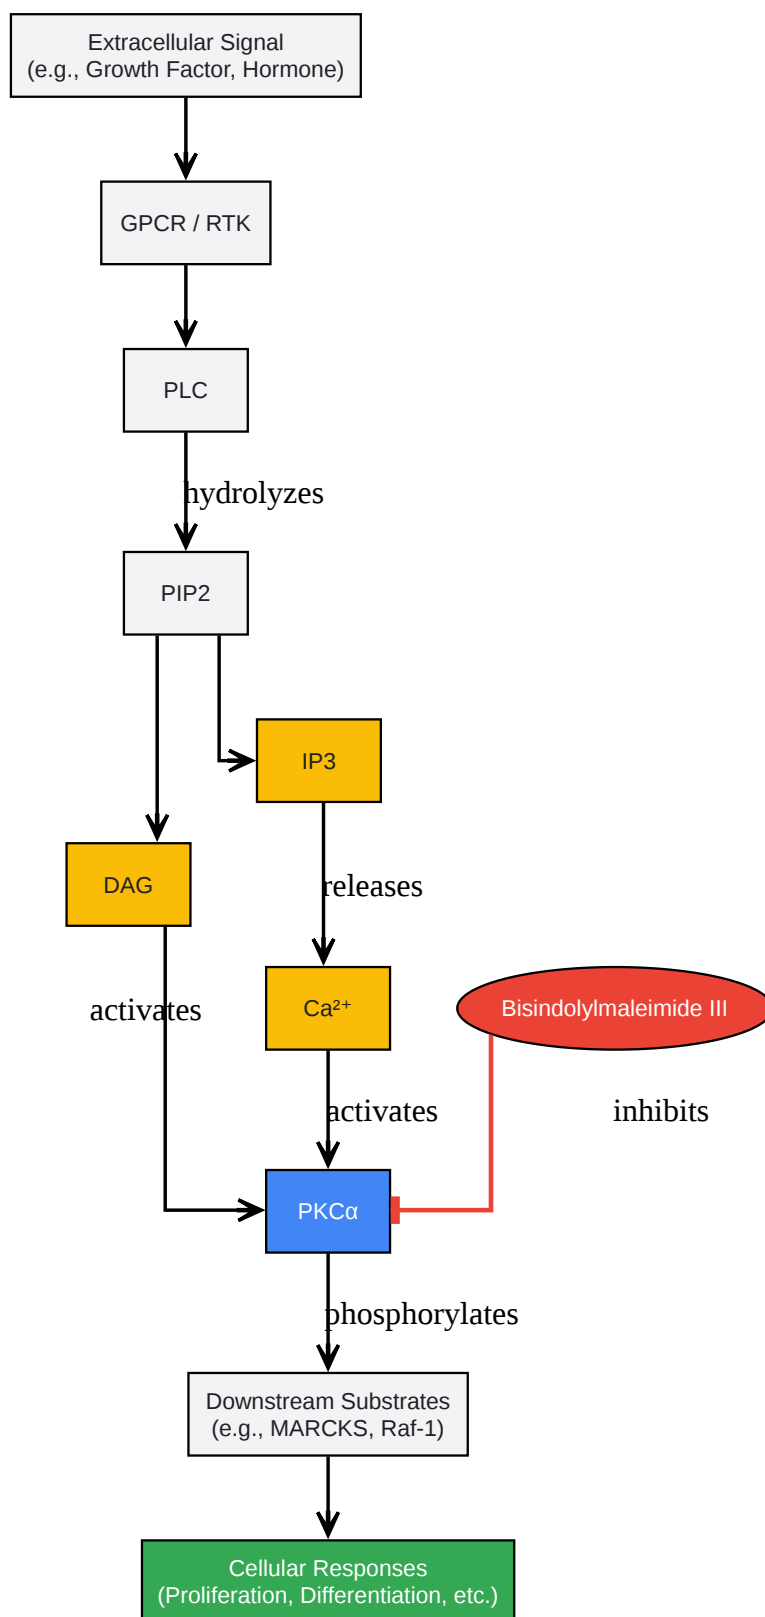 Extracellular Signal
(e.g., Growth Factor, Hormone)
GPCR / RTK
PLC
hydrolyzes
PIP2
IP3
DAG
releases
activates
Ca²⁺
Bisindolylmaleimide III
activates
inhibits
PKCα
phosphorylates
Downstream Substrates
(e.g., MARCKS, Raf-1)
Cellular Responses
(Proliferation, Differentiation, etc.)